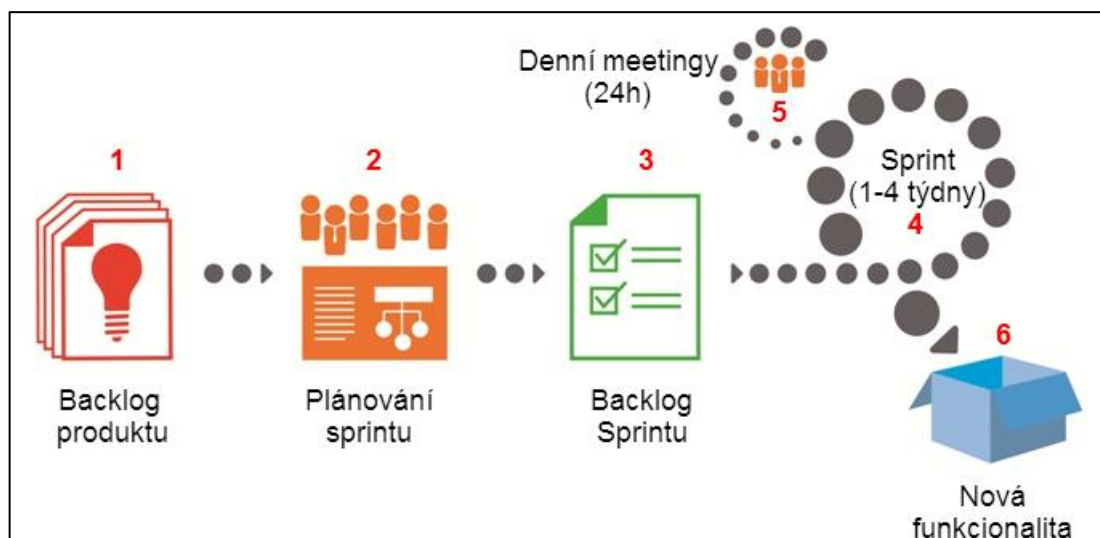 Denní meetingy
(24h)
5
1
2
3
Sprint
(1-4 týdny)
4
6
Backlog
produktu
Plánování
sprintu
Backlog
Sprintu
Nová
funkcionalita